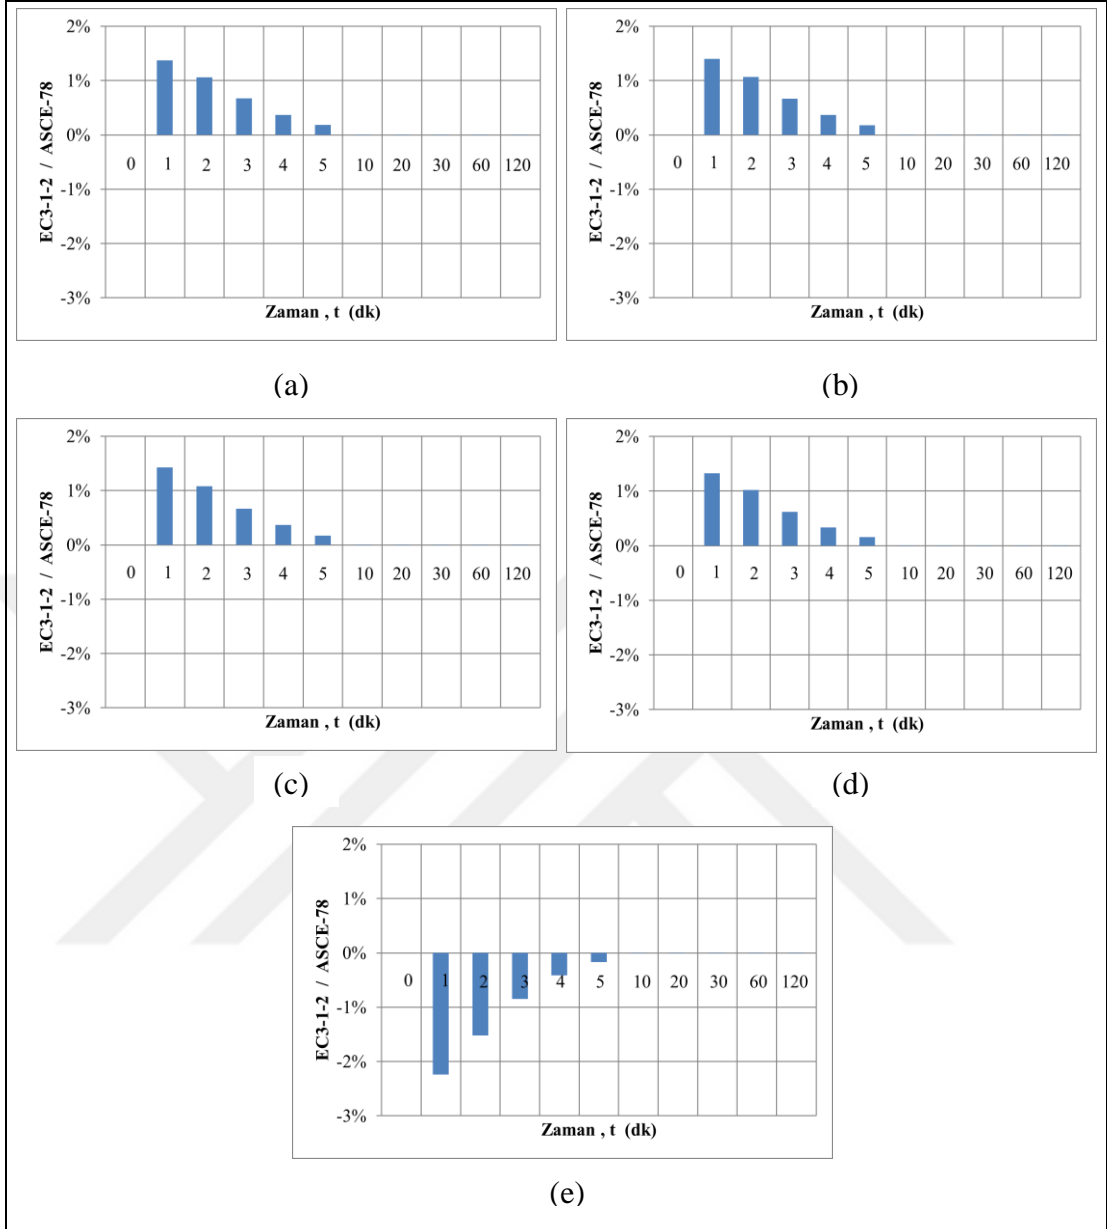 2%
1%
0%
-1%
-2%
-3%
0 1 2 3 4 5 10 20 30 60 120
EC3-1-2 / ASCE-78
Zaman , t (dk)
(a)
2%
1%
0%
-1%
-2%
-3%
0 1 2 3 4 5 10 20 30 60 120
EC3-1-2 / ASCE-78
Zaman , t (dk)
(b)
2%
1%
0%
-1%
-2%
-3%
0 1 2 3 4 5 10 20 30 60 120
EC3-1-2 / ASCE-78
Zaman , t (dk)
(c)
2%
1%
0%
-1%
-2%
-3%
0 1 2 3 4 5 10 20 30 60 120
EC3-1-2 / ASCE-78
Zaman , t (dk)
(d)
2%
1%
0%
-1%
-2%
-3%
0 1 2 3 4 5 10 20 30 60 120
EC3-1-2 / ASCE-78
Zaman , t (dk)
(e)